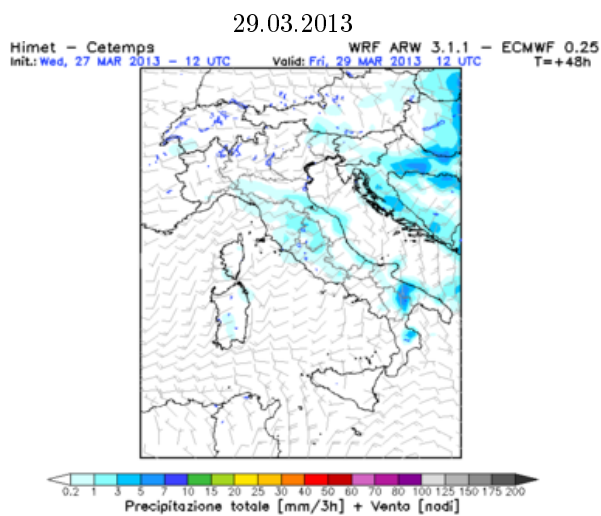 29.03.2013
Himet - Cetemps WRF ARW 3.1.1 - ECMWF 0.25
Init.: Wed, 27 MAR 2013 - 12 UTC Valid: Fri, 29 MAR 2013 12 UTC T=+48h
0.2 1 3 5 7 10 15 20 25 30 40 50 60 70 80 100 125 150 175 200
Precipitazione totale [mm/3h] + Vento [nodi]